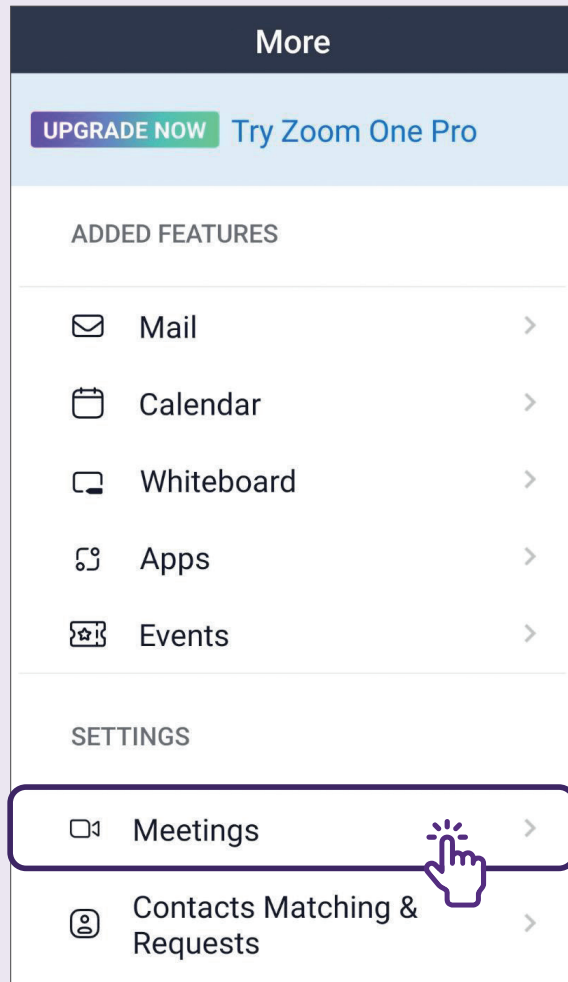 More
UPGRADE NOW Try Zoom One Pro
ADDED FEATURES
Mail
Calendar
Whiteboard
Apps
Events
SETTINGS
Meetings
Contacts Matching &
Requests